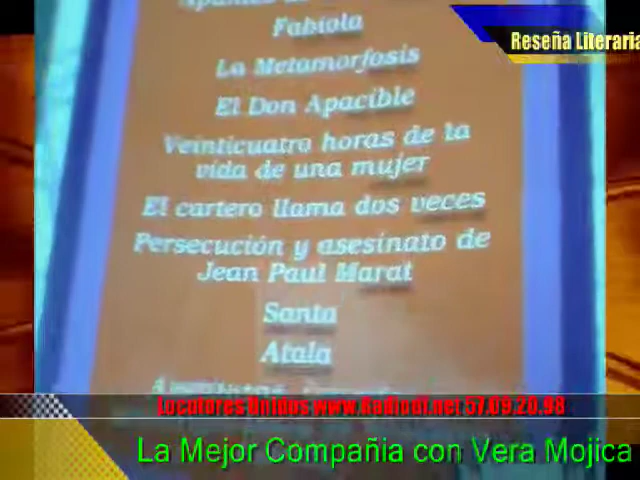 Reseña Literaria
Fabiola
La Metamorfosis
El Don Apacible
Veinticuatro horas de la
vida de una mujer
El cartero llama dos veces
Persecución y asesinato de
Jean Paul Marat
Santa
Atala
Locutores Unidos www.Radiodf.net 57.09.20.98
La Mejor Compañia con Vera Mojica